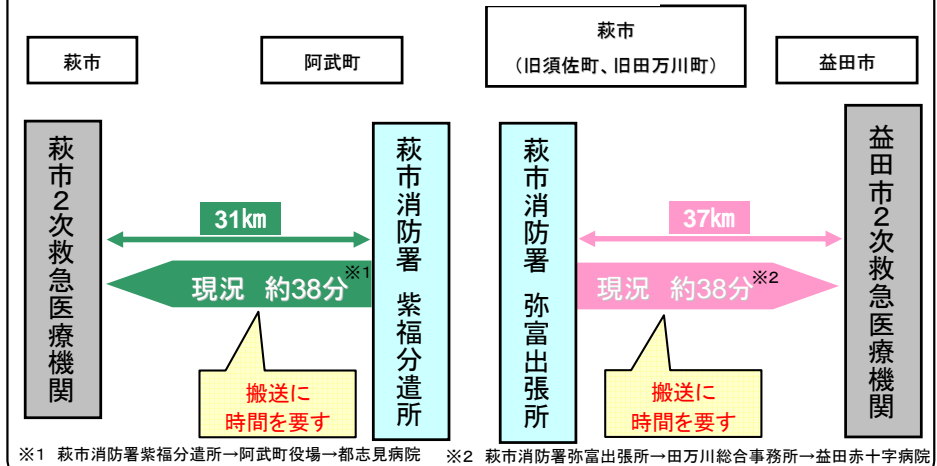 萩市
阿武町
萩市
（旧須佐町、旧田万川町）
益田市
萩市２次救急医療機関
31㎞
現況 約38分※1
搬送に
時間を要す
萩市消防署 紫福分遣所
萩市消防署 弥富出張所
37㎞
現況 約38分※2
搬送に
時間を要す
益田市２次救急医療機関
※1 萩市消防署紫福分遣所→阿武町役場→都志見病院
※2 萩市消防署弥富出張所→田万川総合事務所→益田赤十字病院